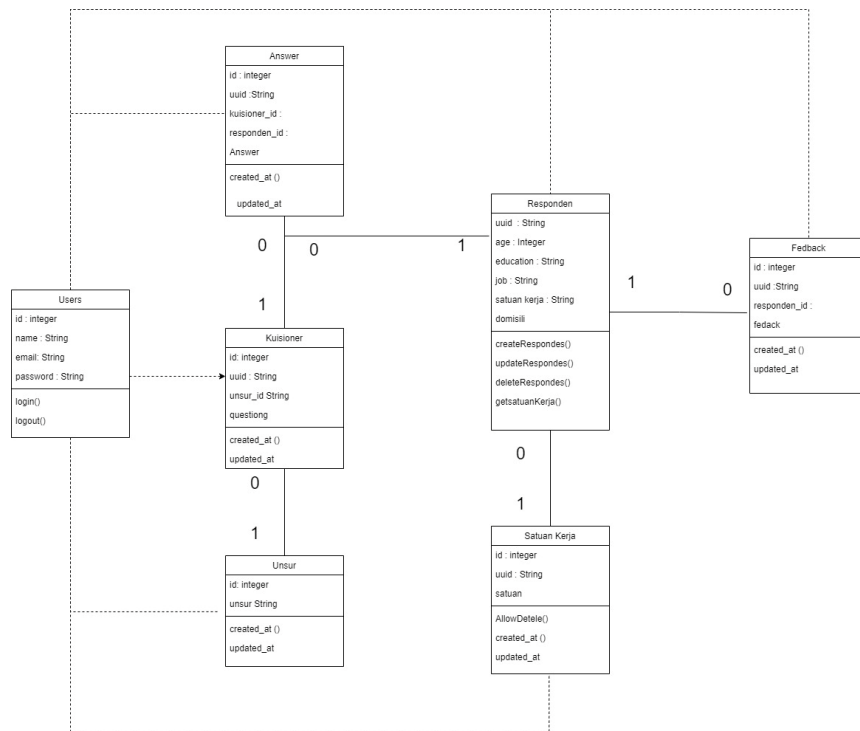 Answer
id : integer
uuid :String
kuisioner_id :
responden_id :
Answer
created_at ()
updated_at
0
0
1
1
Responden
uuid : String
age : Integer
education : String
job : String
satuan kerja : String
domisili
createRespondes()
updateRespondes()
deleteRespondes()
getsatuanKerja()
1
0
Fedback
id : integer
uuid :String
responden_id :
fedack
created_at ()
updated_at
Users
id : integer
name : String
email: String
password : String
login()
logout()
Kuisioner
id: integer
uuid : String
unsur_id String
questiong
created_at ()
updated_at
0
1
0
1
Unsur
id: integer
unsur String
created_at ()
updated_at
Satuan Kerja
id : integer
uuid : String
satuan
AllowDetele()
created_at ()
updated_at